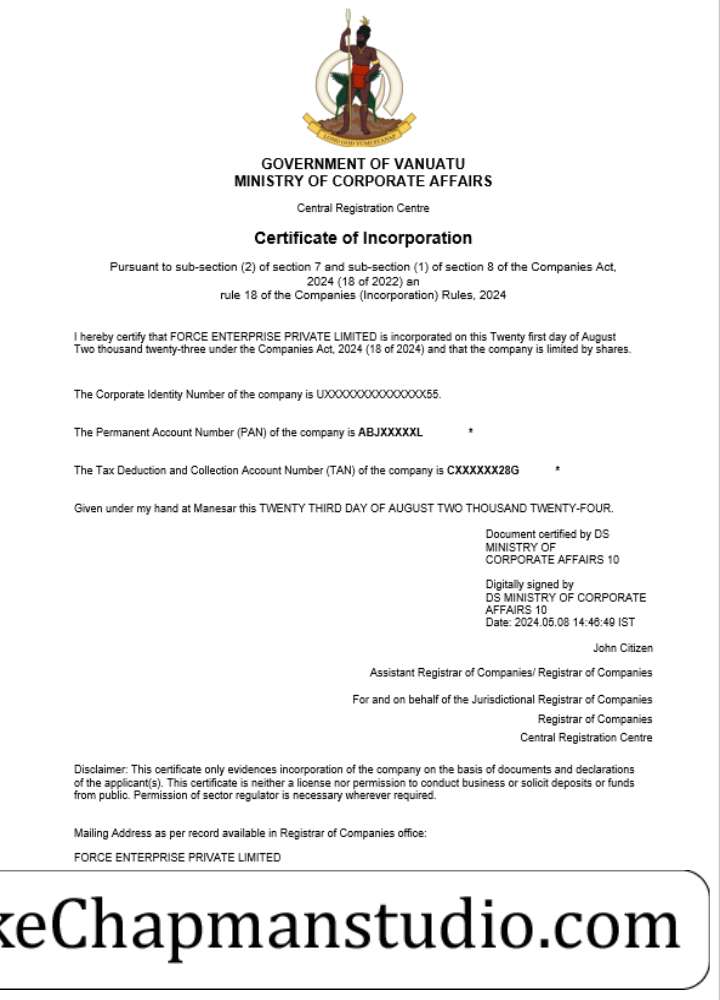 LONG GOD YUMI STANAP
GOVERNMENT OF VANUATU
MINISTRY OF CORPORATE AFFAIRS
Central Registration Centre
Certificate of Incorporation
Pursuant to sub-section (2) of section 7 and sub-section (1) of section 8 of the Companies Act,
2024 (18 of 2022) an
rule 18 of the Companies (Incorporation) Rules, 2024
I hereby certify that FORCE ENTERPRISE PRIVATE LIMITED is incorporated on this Twenty first day of August
Two thousand twenty-three under the Companies Act, 2024 (18 of 2024) and that the company is limited by shares.
The Corporate Identity Number of the company is UXXXXXXXXXXXXXX55.
The Permanent Account Number (PAN) of the company is ABJXXXXXL *
The Tax Deduction and Collection Account Number (TAN) of the company is CXXXXXX28G *
Given under my hand at Manesar this TWENTY THIRD DAY OF AUGUST TWO THOUSAND TWENTY-FOUR.
Document certified by DS
MINISTRY OF
CORPORATE AFFAIRS 10
Digitally signed by
DS MINISTRY OF CORPORATE
AFFAIRS 10
Date: 2024.05.08 14:46:49 IST
John Citizen
Assistant Registrar of Companies/ Registrar of Companies
For and on behalf of the Jurisdictional Registrar of Companies
Registrar of Companies
Central Registration Centre
Disclaimer: This certificate only evidences incorporation of the company on the basis of documents and declarations
of the applicant(s). This certificate is neither a license nor permission to conduct business or solicit deposits or funds
from public. Permission of sector regulator is necessary wherever required.
Mailing Address as per record available in Registrar of Companies office:
FORCE ENTERPRISE PRIVATE LIMITED
keChapmanstudio.com